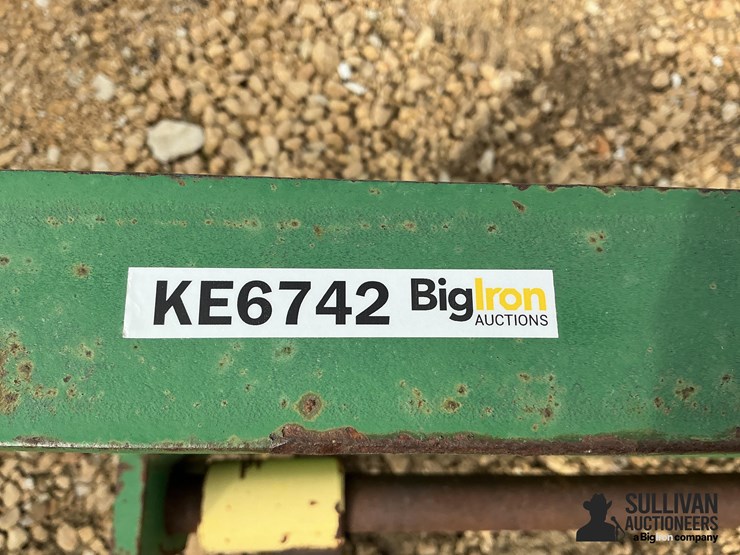 KE6742 BigIron
AUCTIONS
SULLIVAN
AUCTIONEERS
a BigIron company